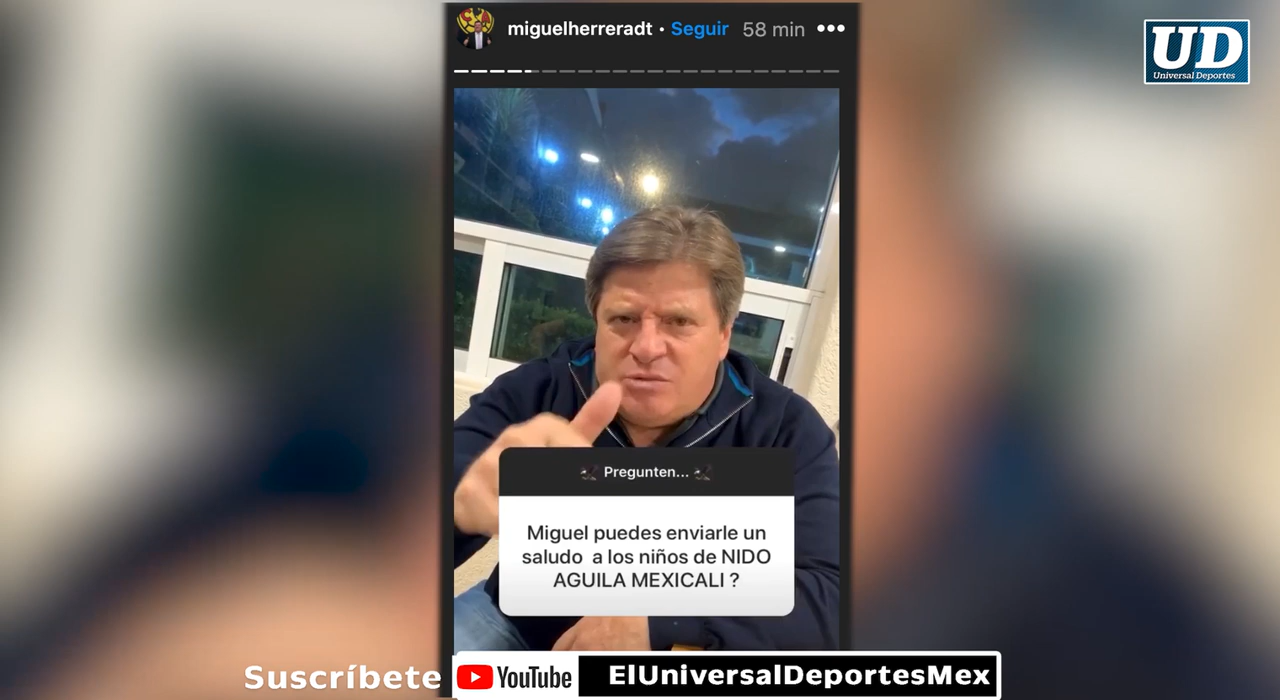 miguelherreradt • Seguir 58 min •••
UD
Universal Deportes
Pregunten...
Miguel puedes enviarle un
saludo a los niños de NIDO
AGUILA MEXICALI ?
Suscríbete YouTube ElUniversalDeportesMex